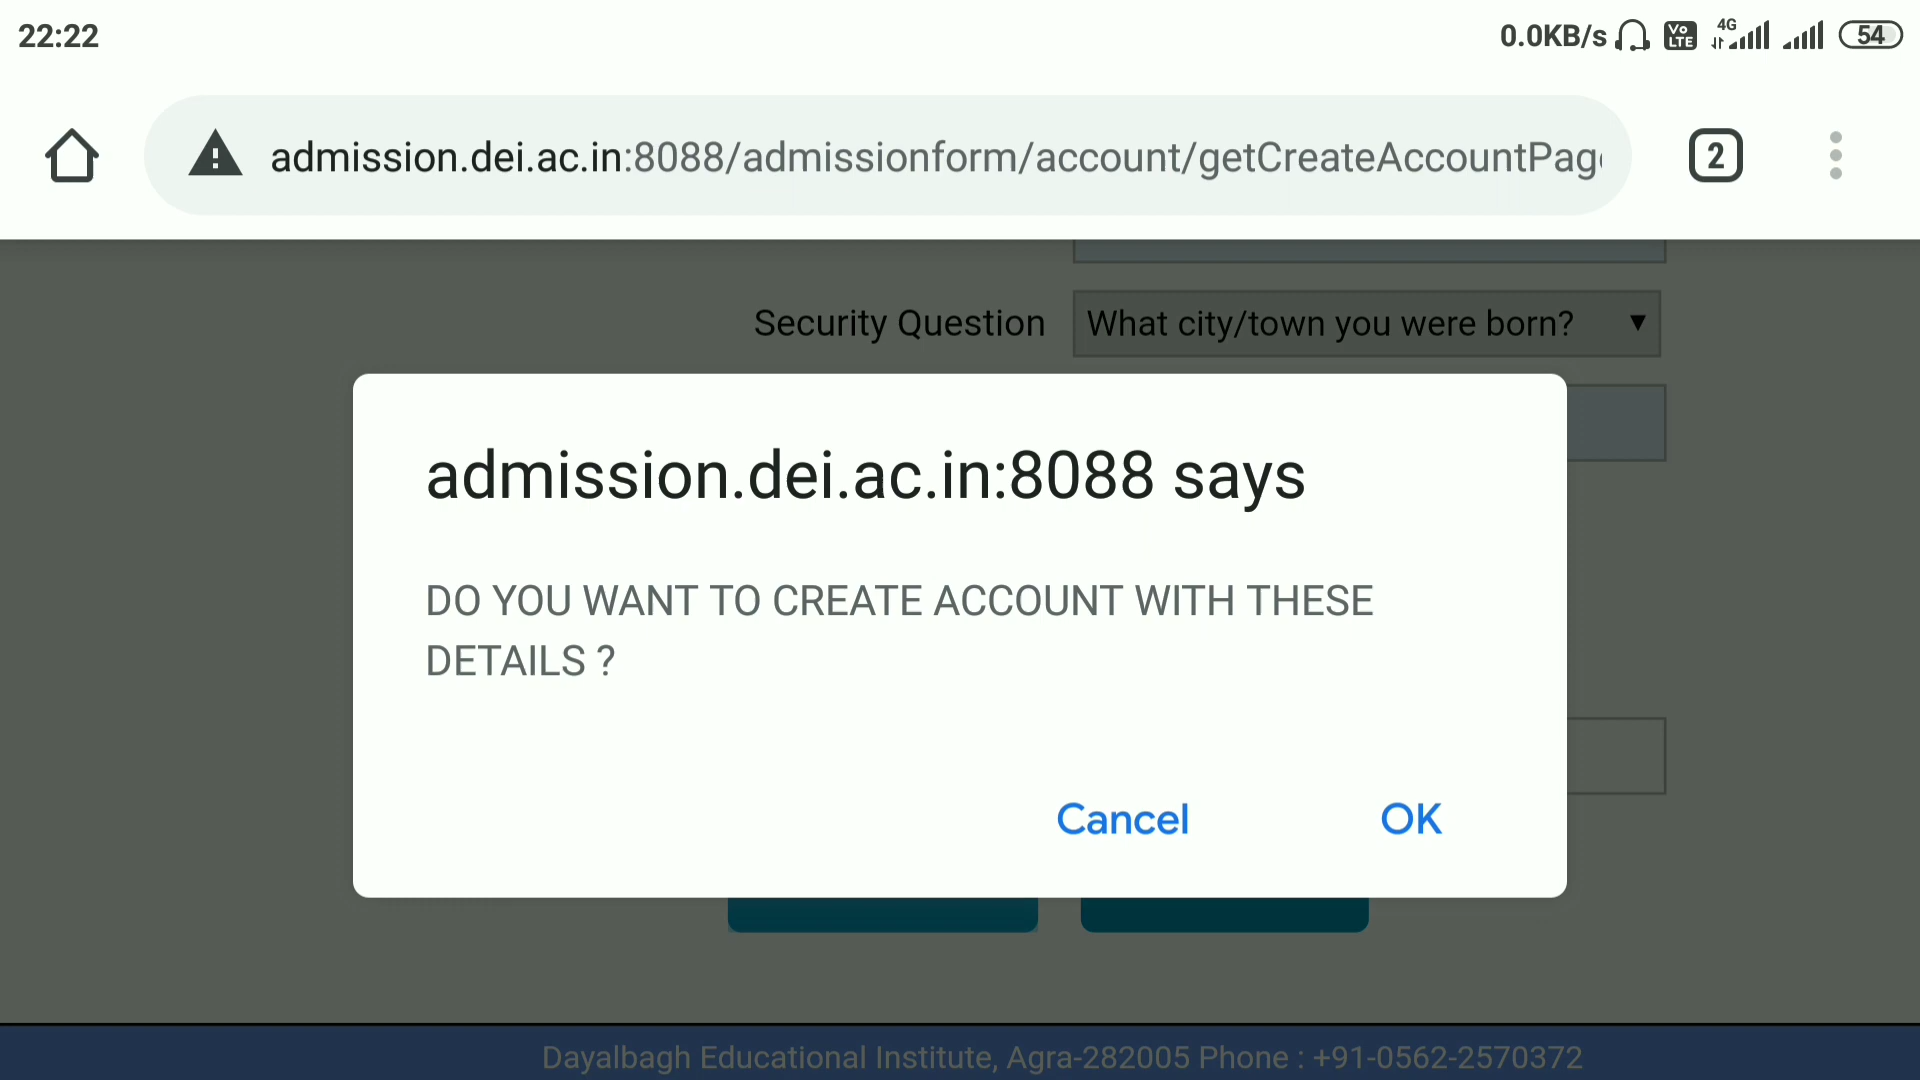 22:22
0.0KB/s Vo LTE 4G 54
admission.dei.ac.in:8088/admissionform/account/getCreateAccountPag
2
Security Question What city/town you were born?
admission.dei.ac.in:8088 says
DO YOU WANT TO CREATE ACCOUNT WITH THESE
DETAILS ?
Cancel OK
Dayalbagh Educational Institute, Agra-282005 Phone : +91-0562-2570372